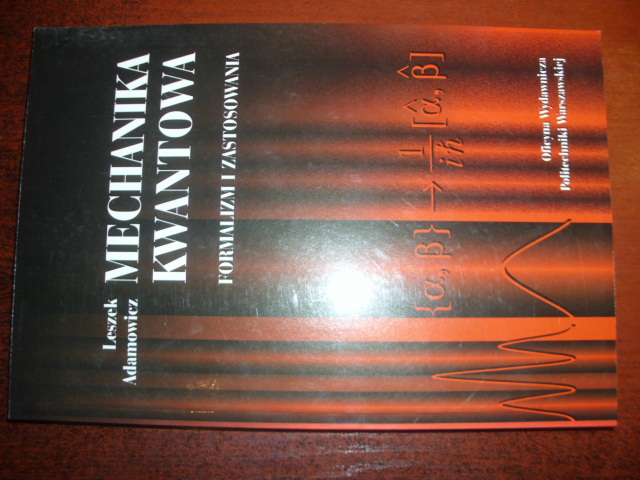 Leszek
Adamowicz
MECHANIKA
KWANTOWA
FORMALIZM I ZASTOSOWANIA
{α, β} → 1/iħ [α̂, β̂]
Oficyna Wydawnicza
Politechniki Warszawskiej